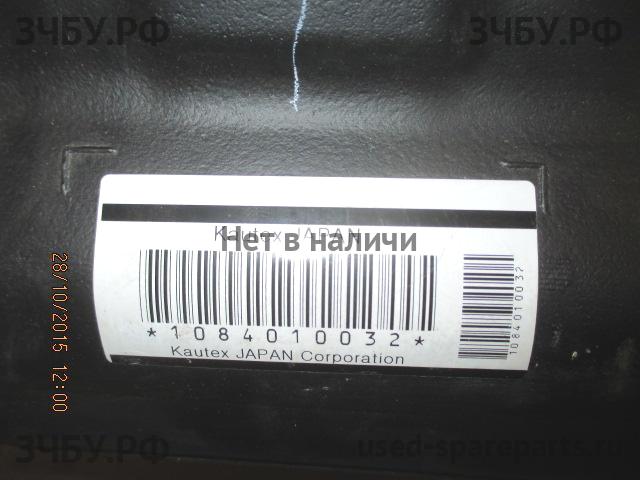 ЗЧБУ.РФ
ЗЧБУ.РФ
Kautex JAPAN
Нет в наличи
*1084010032*
Kautex JAPAN Corporation
1084010032
28/10/2015 12:00
ЗЧБУ.РФ
used-spareparts.ru